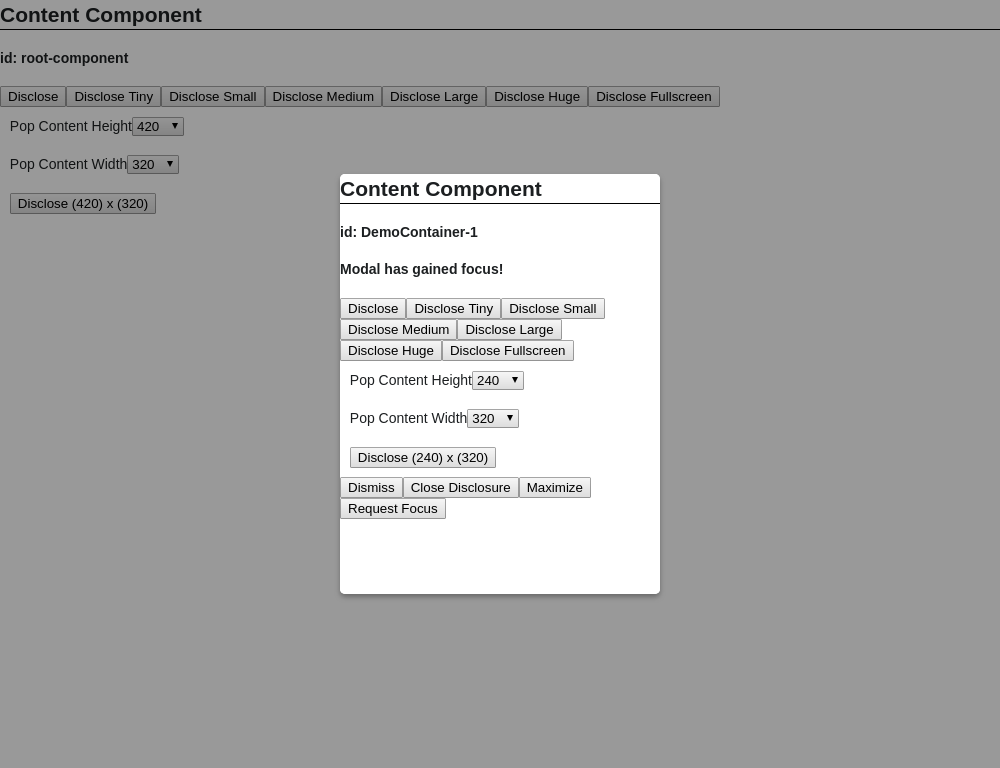 Content Component
id: root-component
Disclose Disclose Tiny Disclose Small Disclose Medium Disclose Large Disclose Huge Disclose Fullscreen
Pop Content Height 420
Pop Content Width 320
Disclose (420) x (320)
Content Component
id: DemoContainer-1
Modal has gained focus!
Disclose Disclose Tiny Disclose Small
Disclose Medium Disclose Large
Disclose Huge Disclose Fullscreen
Pop Content Height 240
Pop Content Width 320
Disclose (240) x (320)
Dismiss Close Disclosure Maximize
Request Focus